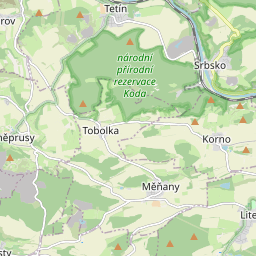 Tetín
rov
národní
přírodní
rezervace
Koda
Srbsko
Tobolka
Korno
něprusy
Měňany
Lite
sty